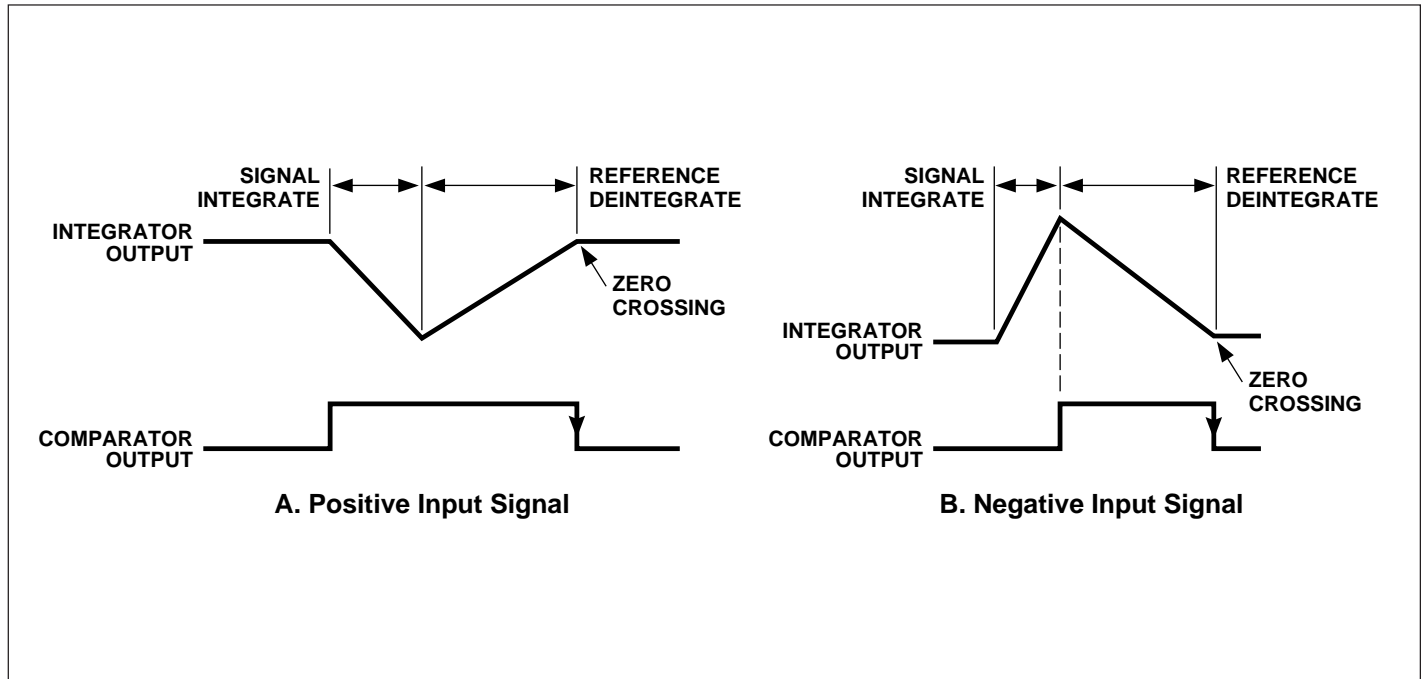 SIGNAL
INTEGRATE
REFERENCE
DEINTEGRATE
INTEGRATOR
OUTPUT
ZERO
CROSSING
COMPARATOR
OUTPUT
A. Positive Input Signal
SIGNAL
INTEGRATE
REFERENCE
DEINTEGRATE
INTEGRATOR
OUTPUT
ZERO
CROSSING
COMPARATOR
OUTPUT
B. Negative Input Signal